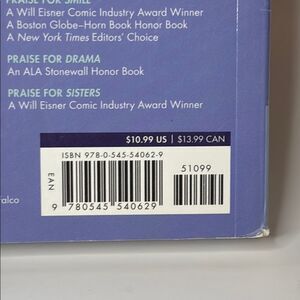 PRAISE FOR SMILE
A Will Eisner Comic Industry Award Winner
A Boston Globe–Horn Book Honor Book
A New York Times Editors' Choice
PRAISE FOR DRAMA
An ALA Stonewall Honor Book
PRAISE FOR SISTERS
A Will Eisner Comic Industry Award Winner
$10.99 US | $13.99 CAN
ISBN 978-0-545-54062-9
51099
EAN
9 780545 540629
alco